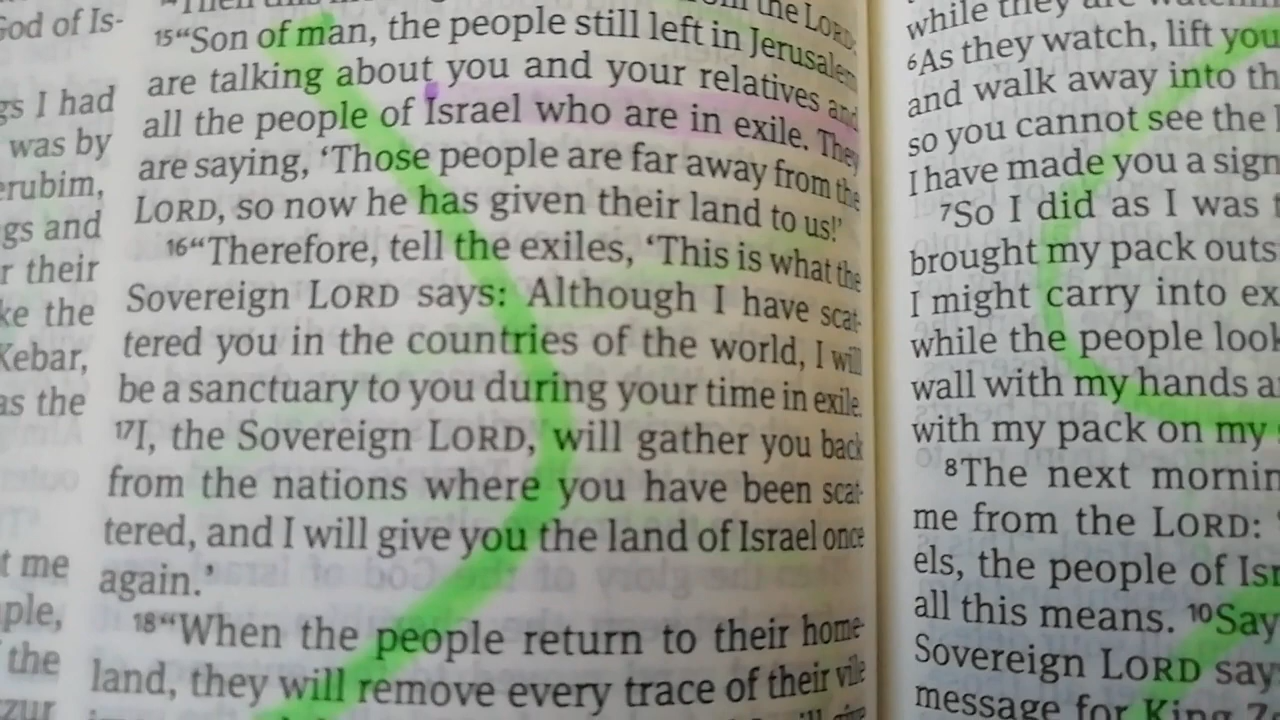 God of Is-
gs I had
was by
erubim,
gs and
r their
ke the
Kebar,
as the
t me
ple,
the
zur
the LORD:
15“Son of man, the people still left in Jerusalem
are talking about you and your relatives and
all the people of Israel who are in exile. They
are saying, ‘Those people are far away from the
LORD, so now he has given their land to us!’
16“Therefore, tell the exiles, ‘This is what the
Sovereign LORD says: Although I have scat-
tered you in the countries of the world, I will
be a sanctuary to you during your time in exile.
17I, the Sovereign LORD, will gather you back
from the nations where you have been scat-
tered, and I will give you the land of Israel once
again.’
18“When the people return to their home-
land, they will remove every trace of their vile
while they are
6As they watch, lift you
and walk away into th
so you cannot see the l
I have made you a sign
7So I did as I was t
brought my pack outs
I might carry into ex
while the people look
wall with my hands a
with my pack on my
8The next mornin
me from the LORD:
els, the people of Isr
all this means. 10Say
Sovereign LORD say
message for King Ze